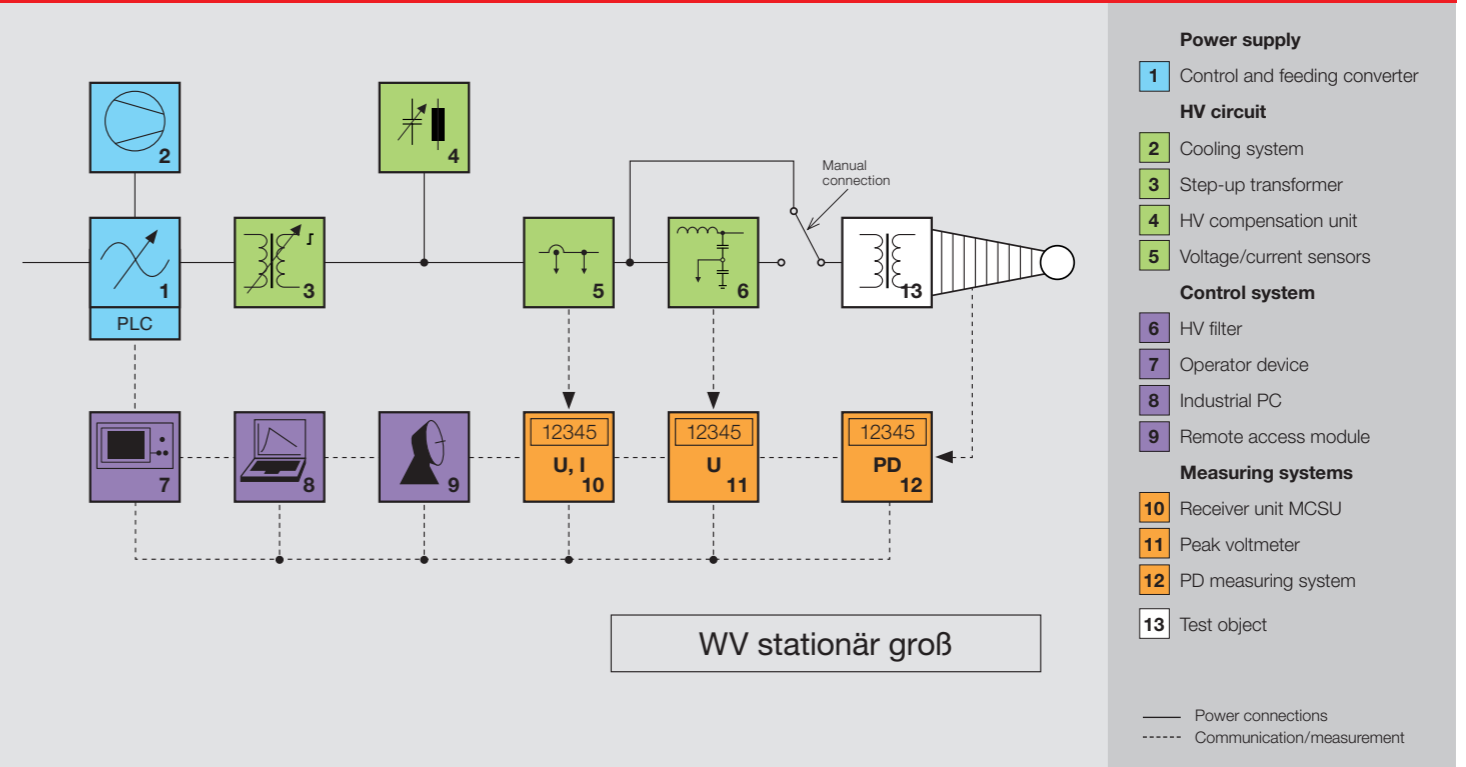 2
4
Manual
connection
1
PLC
3
5
6
13
7
8
9
12345
U, I
10
12345
U
11
12345
PD
12
WV stationär groß
Power supply
1 Control and feeding converter
HV circuit
2 Cooling system
3 Step-up transformer
4 HV compensation unit
5 Voltage/current sensors
Control system
6 HV filter
7 Operator device
8 Industrial PC
9 Remote access module
Measuring systems
10 Receiver unit MCSU
11 Peak voltmeter
12 PD measuring system
13 Test object
Power connections
Communication/measurement